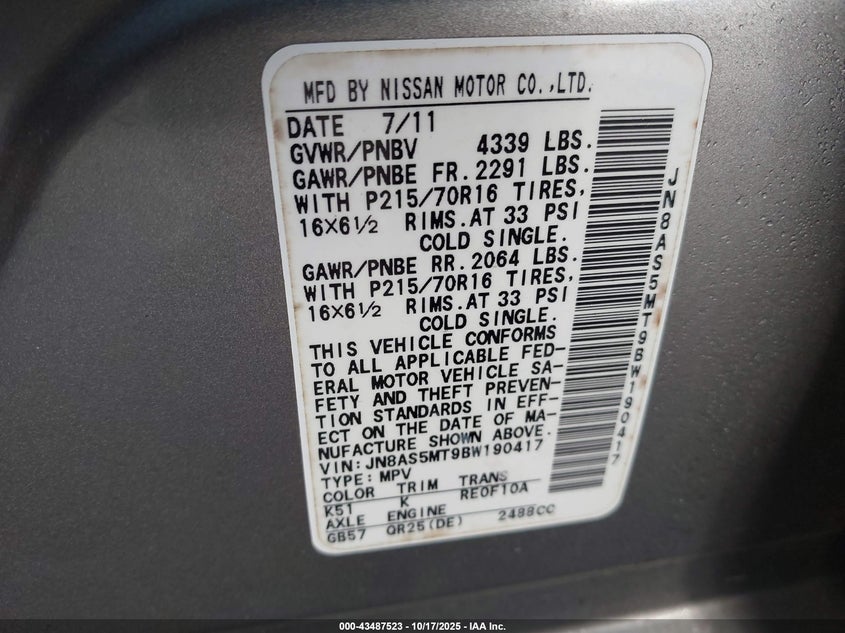 MFD BY NISSAN MOTOR CO.,LTD.
DATE 7/11
GVWR/PNBV 4339 LBS.
GAWR/PNBE FR.2291 LBS.
WITH P215/70R16 TIRES,
16X6½ RIMS.AT 33 PSI
COLD SINGLE.
GAWR/PNBE RR.2064 LBS.
WITH P215/70R16 TIRES,
16X6½ RIMS.AT 33 PSI
COLD SINGLE.
THIS VEHICLE CONFORMS
TO ALL APPLICABLE FED-
ERAL MOTOR VEHICLE SA-
FETY AND THEFT PREVEN-
TION STANDARDS IN EFF-
ECT ON THE DATE OF MA-
NUFACTURE SHOWN ABOVE.
VIN:JN8AS5MT9BW190417
TYPE:MPV
COLOR TRIM TRANS
K51 K RE0F10A
AXLE ENGINE
GB57 QR25(DE) 2488CC
JN8AS5MT9BW190417
000-43487523 - 10/17/2025 - IAA Inc.